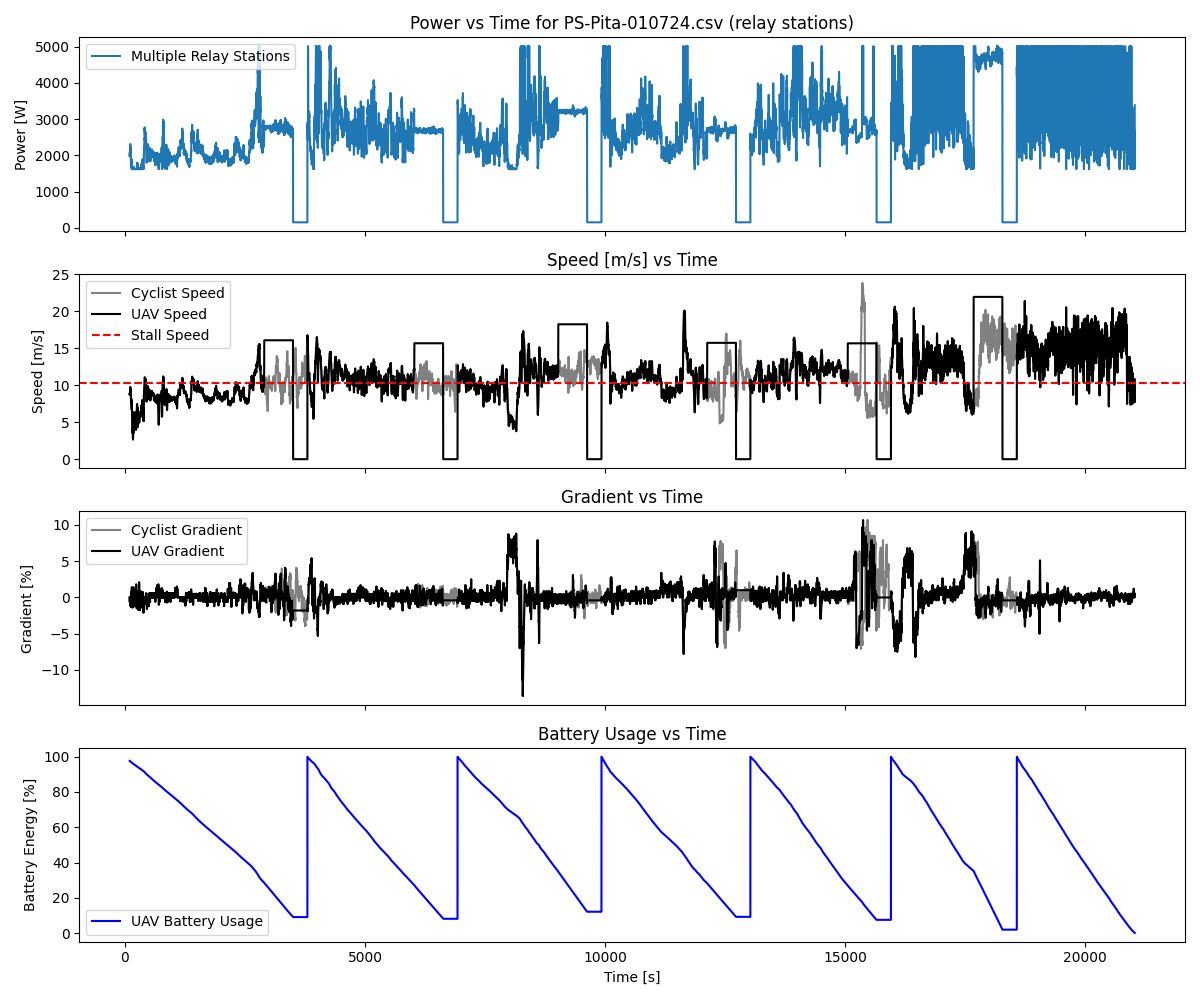 Power vs Time for PS-Pita-010724.csv (relay stations)
Power [W]
5000
4000
3000
2000
1000
0
Multiple Relay Stations
Speed [m/s] vs Time
Speed [m/s]
25
20
15
10
5
0
Cyclist Speed
UAV Speed
Stall Speed
Gradient vs Time
Gradient [%]
10
5
0
−5
−10
Cyclist Gradient
UAV Gradient
Battery Usage vs Time
Battery Energy [%]
100
80
60
40
20
0
UAV Battery Usage
0 5000 10000 15000 20000
Time [s]